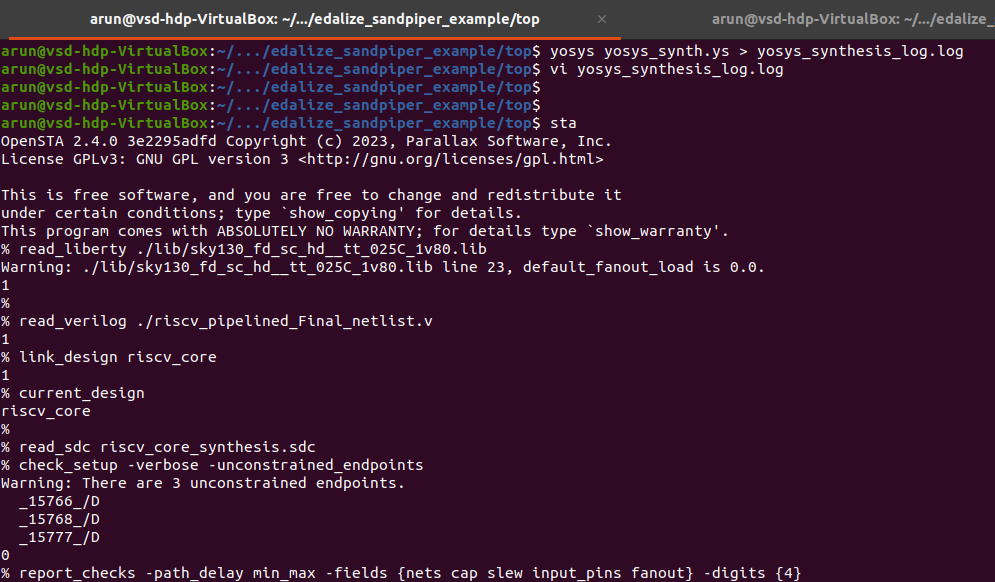 arun@vsd-hdp-VirtualBox: ~/.../edalize_sandpiper_example/top × arun@vsd-hdp-VirtualBox: ~/.../edalize_
arun@vsd-hdp-VirtualBox:~/.../edalize_sandpiper_example/top$ yosys yosys_synth.ys > yosys_synthesis_log.log
arun@vsd-hdp-VirtualBox:~/.../edalize_sandpiper_example/top$ vi yosys_synthesis_log.log
arun@vsd-hdp-VirtualBox:~/.../edalize_sandpiper_example/top$
arun@vsd-hdp-VirtualBox:~/.../edalize_sandpiper_example/top$
arun@vsd-hdp-VirtualBox:~/.../edalize_sandpiper_example/top$ sta
OpenSTA 2.4.0 3e2295adfd Copyright (c) 2023, Parallax Software, Inc.
License GPLv3: GNU GPL version 3 <http://gnu.org/licenses/gpl.html>
This is free software, and you are free to change and redistribute it
under certain conditions; type `show_copying' for details.
This program comes with ABSOLUTELY NO WARRANTY; for details type `show_warranty'.
% read_liberty ./lib/sky130_fd_sc_hd__tt_025C_1v80.lib
Warning: ./lib/sky130_fd_sc_hd__tt_025C_1v80.lib line 23, default_fanout_load is 0.0.
1
%
% read_verilog ./riscv_pipelined_Final_netlist.v
1
% link_design riscv_core
1
% current_design
riscv_core
%
% read_sdc riscv_core_synthesis.sdc
% check_setup -verbose -unconstrained_endpoints
Warning: There are 3 unconstrained endpoints.
_15766_/D
_15768_/D
_15777_/D
0
% report_checks -path_delay min_max -fields {nets cap slew input_pins fanout} -digits {4}